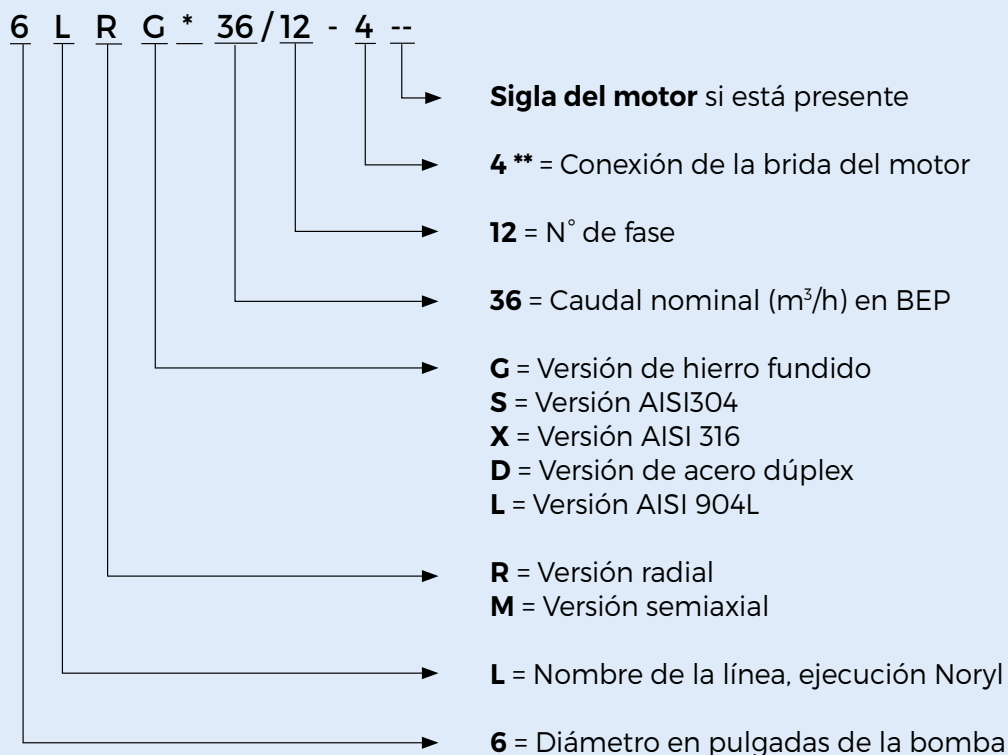 6 L R G * 36 / 12 - 4 --
Sigla del motor si está presente
4 ** = Conexión de la brida del motor
12 = N° de fase
36 = Caudal nominal (m³/h) en BEP
G = Versión de hierro fundido
S = Versión AISI304
X = Versión AISI 316
D = Versión de acero dúplex
L = Versión AISI 904L
R = Versión radial
M = Versión semiaxial
L = Nombre de la línea, ejecución Noryl
6 = Diámetro en pulgadas de la bomba